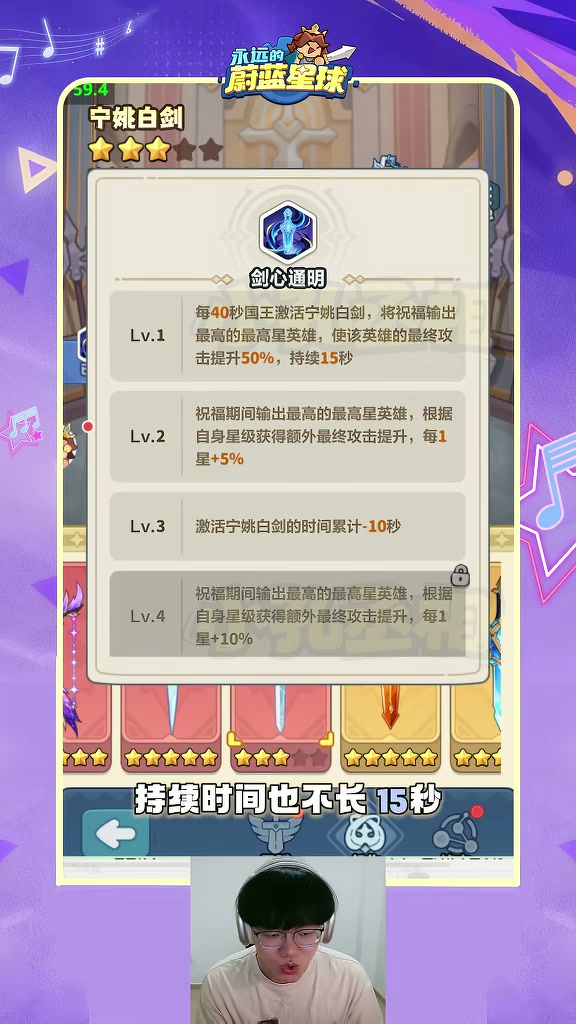 永远的
蔚蓝星球
59.4
宁姚白剑
剑心通明
Lv.1
每40秒国王激活宁姚白剑，将祝福输出
最高的最高星英雄，使该英雄的最终攻
击提升50%，持续15秒
Lv.2
祝福期间输出最高的最高星英雄，根据
自身星级获得额外最终攻击提升，每1
星+5%
Lv.3
激活宁姚白剑的时间累计-10秒
Lv.4
祝福期间输出最高的最高星英雄，根据
自身星级获得额外最终攻击提升，每1
星+10%
持续时间也不长 15秒